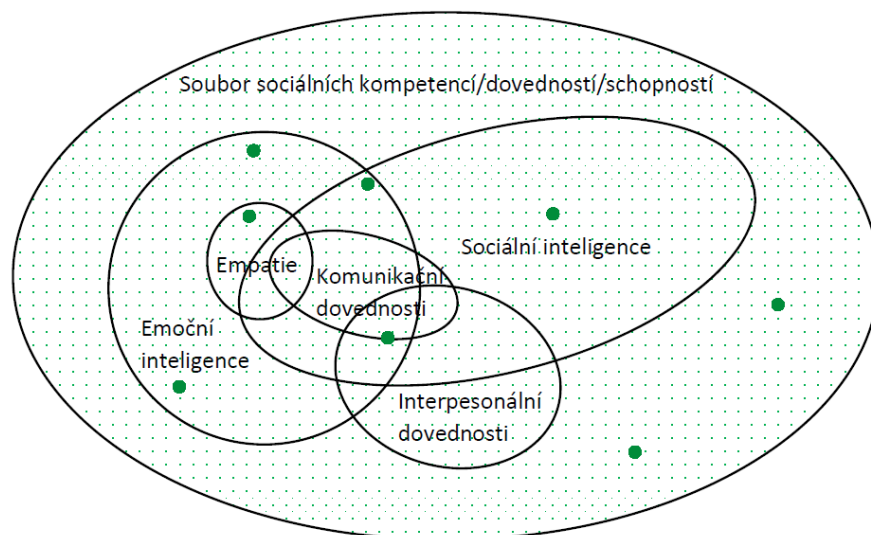 Soubor sociálních kompetencí/dovedností/schopností
Sociální inteligence
Empatie
Komunikační
dovednosti
Emoční
inteligence
Interpesonální
dovednosti